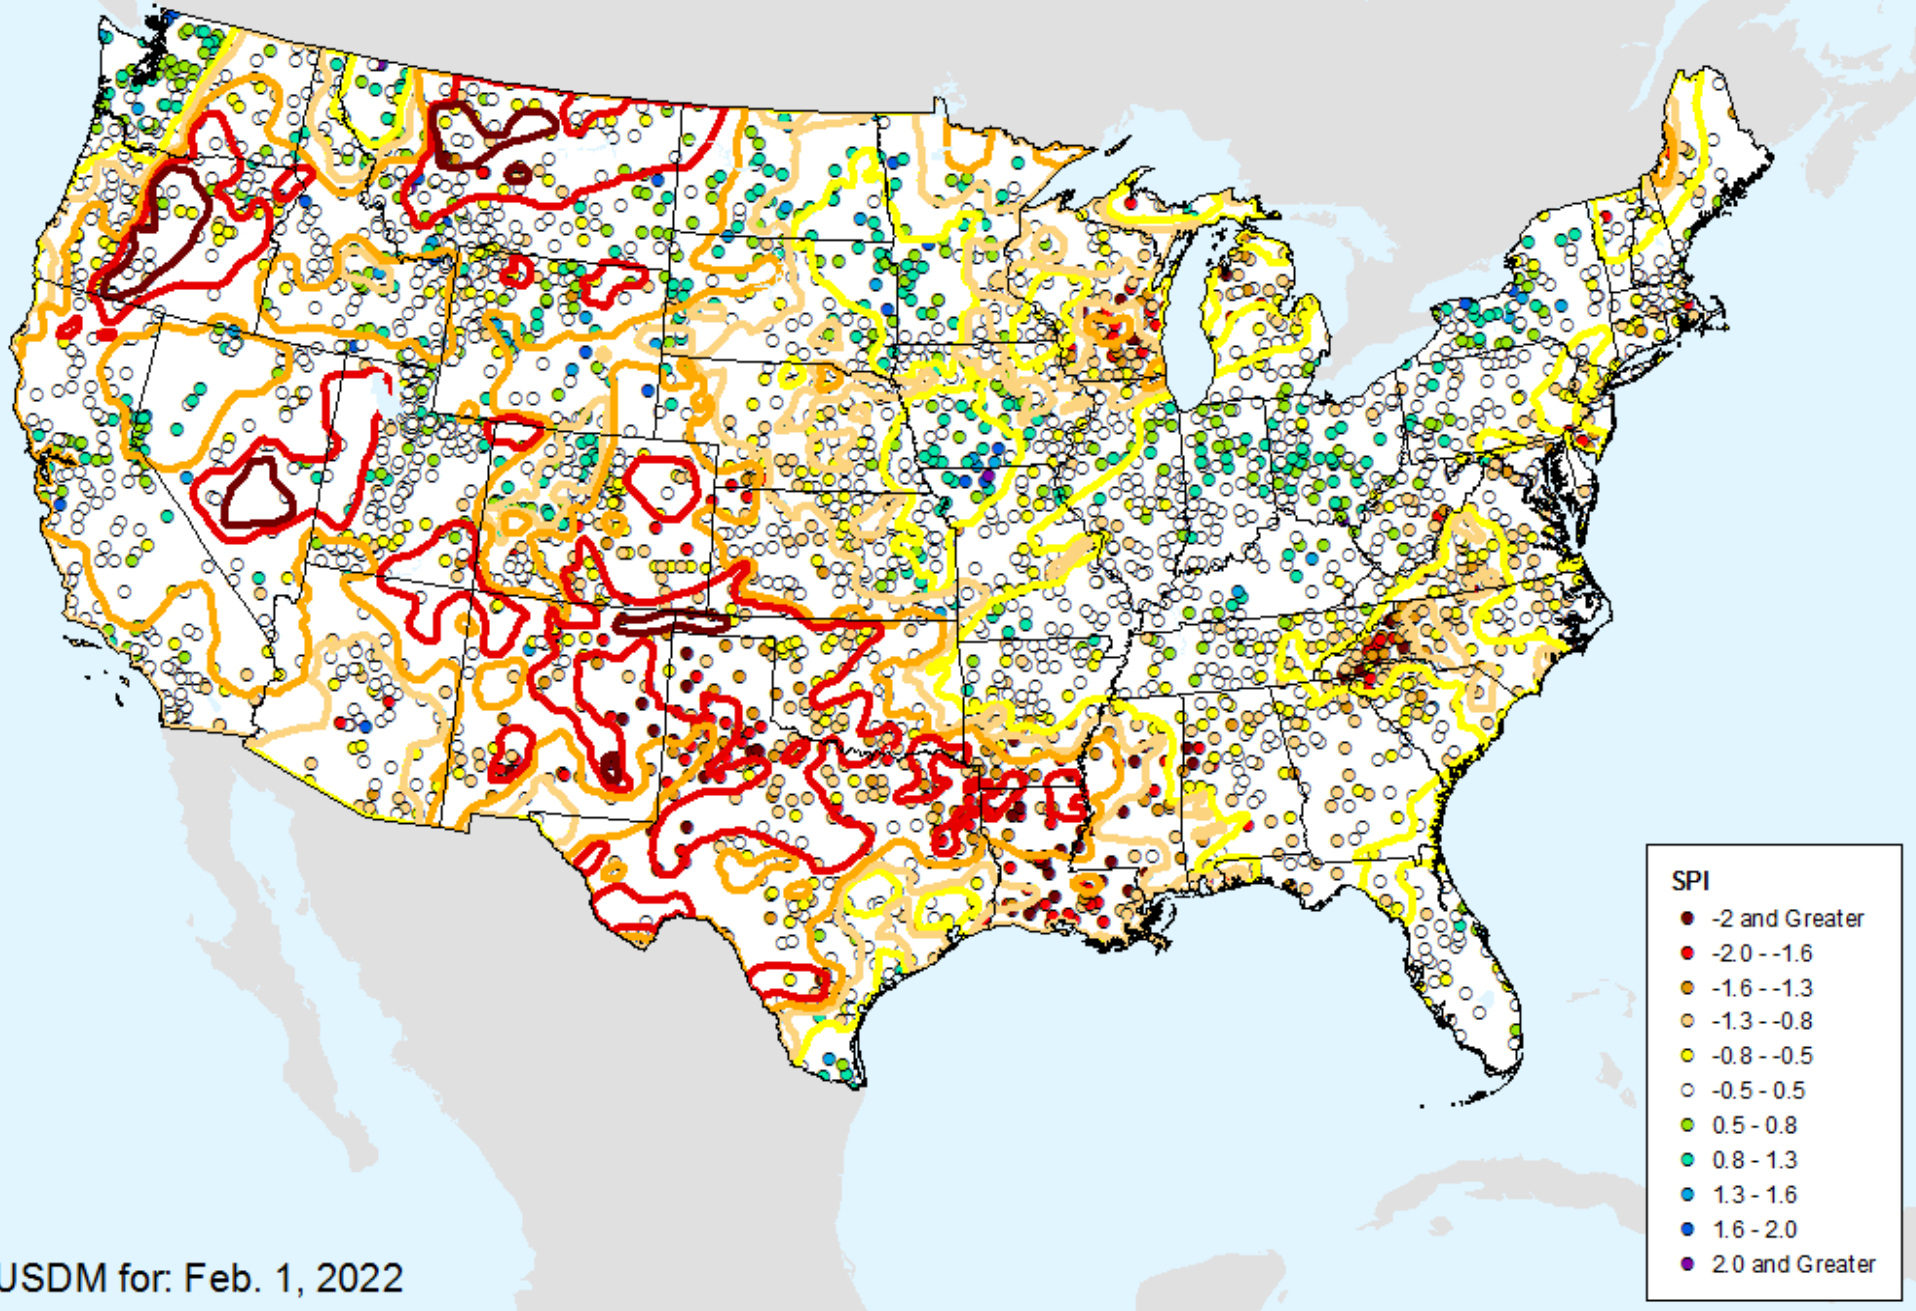 SPI
-2 and Greater
-2.0 - -1.6
-1.6 - -1.3
-1.3 - -0.8
-0.8 - -0.5
-0.5 - 0.5
0.5 - 0.8
0.8 - 1.3
1.3 - 1.6
1.6 - 2.0
2.0 and Greater
USDM for: Feb. 1, 2022